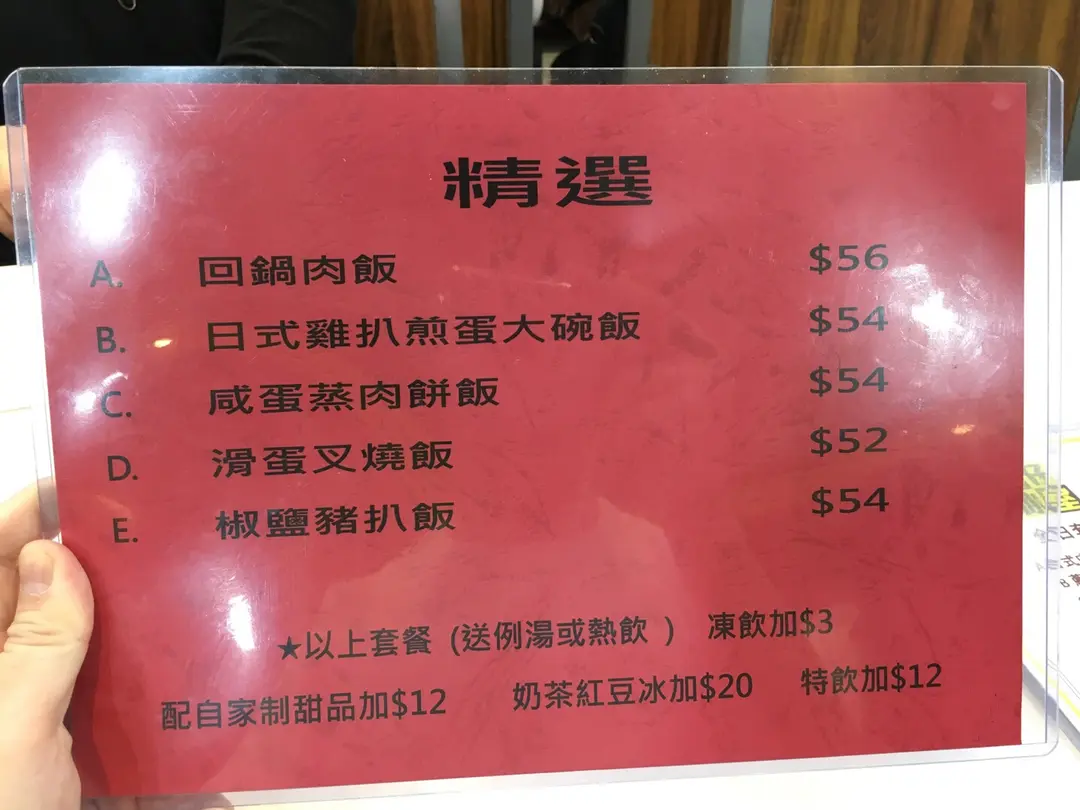 精選
A. 回鍋肉飯 $56
B. 日式雞扒煎蛋大碗飯 $54
C. 咸蛋蒸肉餅飯 $54
D. 滑蛋叉燒飯 $52
E. 椒鹽豬扒飯 $54
★以上套餐 (送例湯或熱飲 ) 凍飲加$3
配自家制甜品加$12 奶茶紅豆冰加$20 特飲加$12